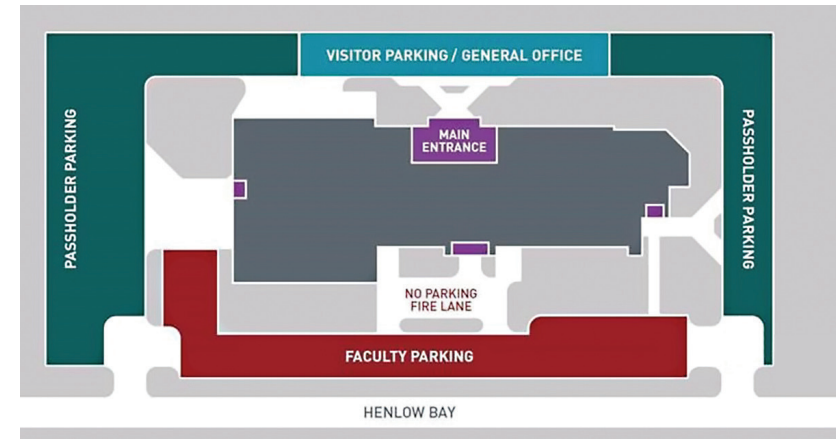 VISITOR PARKING / GENERAL OFFICE
PASSHOLDER PARKING
MAIN
ENTRANCE
PASSHOLDER PARKING
NO PARKING
FIRE LANE
FACULTY PARKING
HENLOW BAY